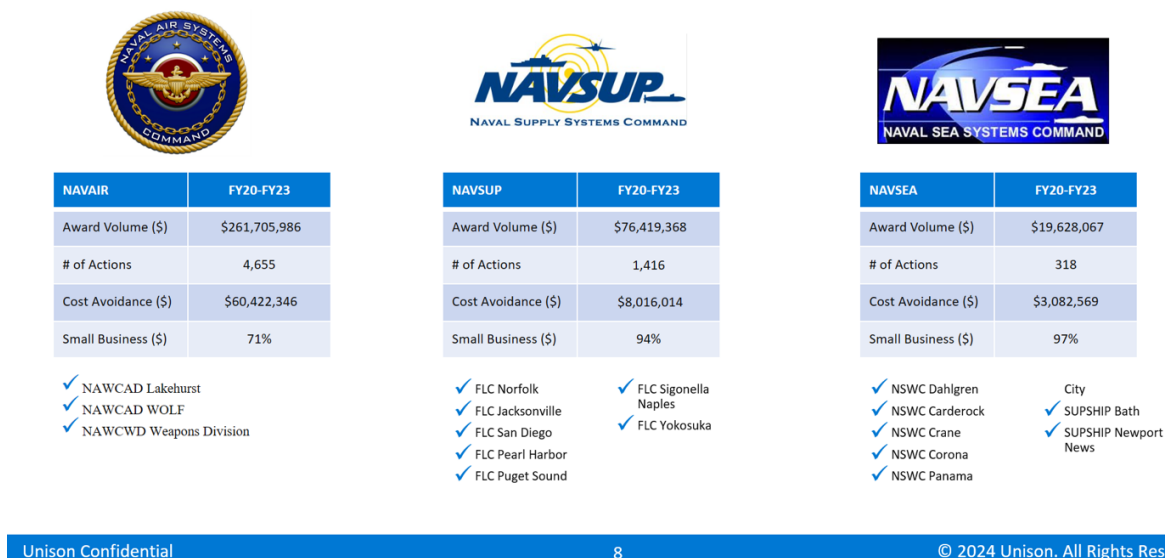 NAVAL AIR SYSTEMS
COMMAND
NAVSUP
NAVAL SUPPLY SYSTEMS COMMAND
NAVSEA
NAVAL SEA SYSTEMS COMMAND
NAVAIR FY20-FY23
Award Volume ($) $261,705,986
# of Actions 4,655
Cost Avoidance ($) $60,422,346
Small Business ($) 71%
NAWCAD Lakehurst
NAWCAD WOLF
NAWCWD Weapons Division
NAVSUP FY20-FY23
Award Volume ($) $76,419,368
# of Actions 1,416
Cost Avoidance ($) $8,016,014
Small Business ($) 94%
FLC Norfolk
FLC Jacksonville
FLC San Diego
FLC Pearl Harbor
FLC Puget Sound
FLC Sigonella
Naples
FLC Yokosuka
NAVSEA FY20-FY23
Award Volume ($) $19,628,067
# of Actions 318
Cost Avoidance ($) $3,082,569
Small Business ($) 97%
NSWC Dahlgren
NSWC Carderock
NSWC Crane
NSWC Corona
NSWC Panama
City
SUPSHIP Bath
SUPSHIP Newport
News
Unison Confidential
8
© 2024 Unison. All Rights Res